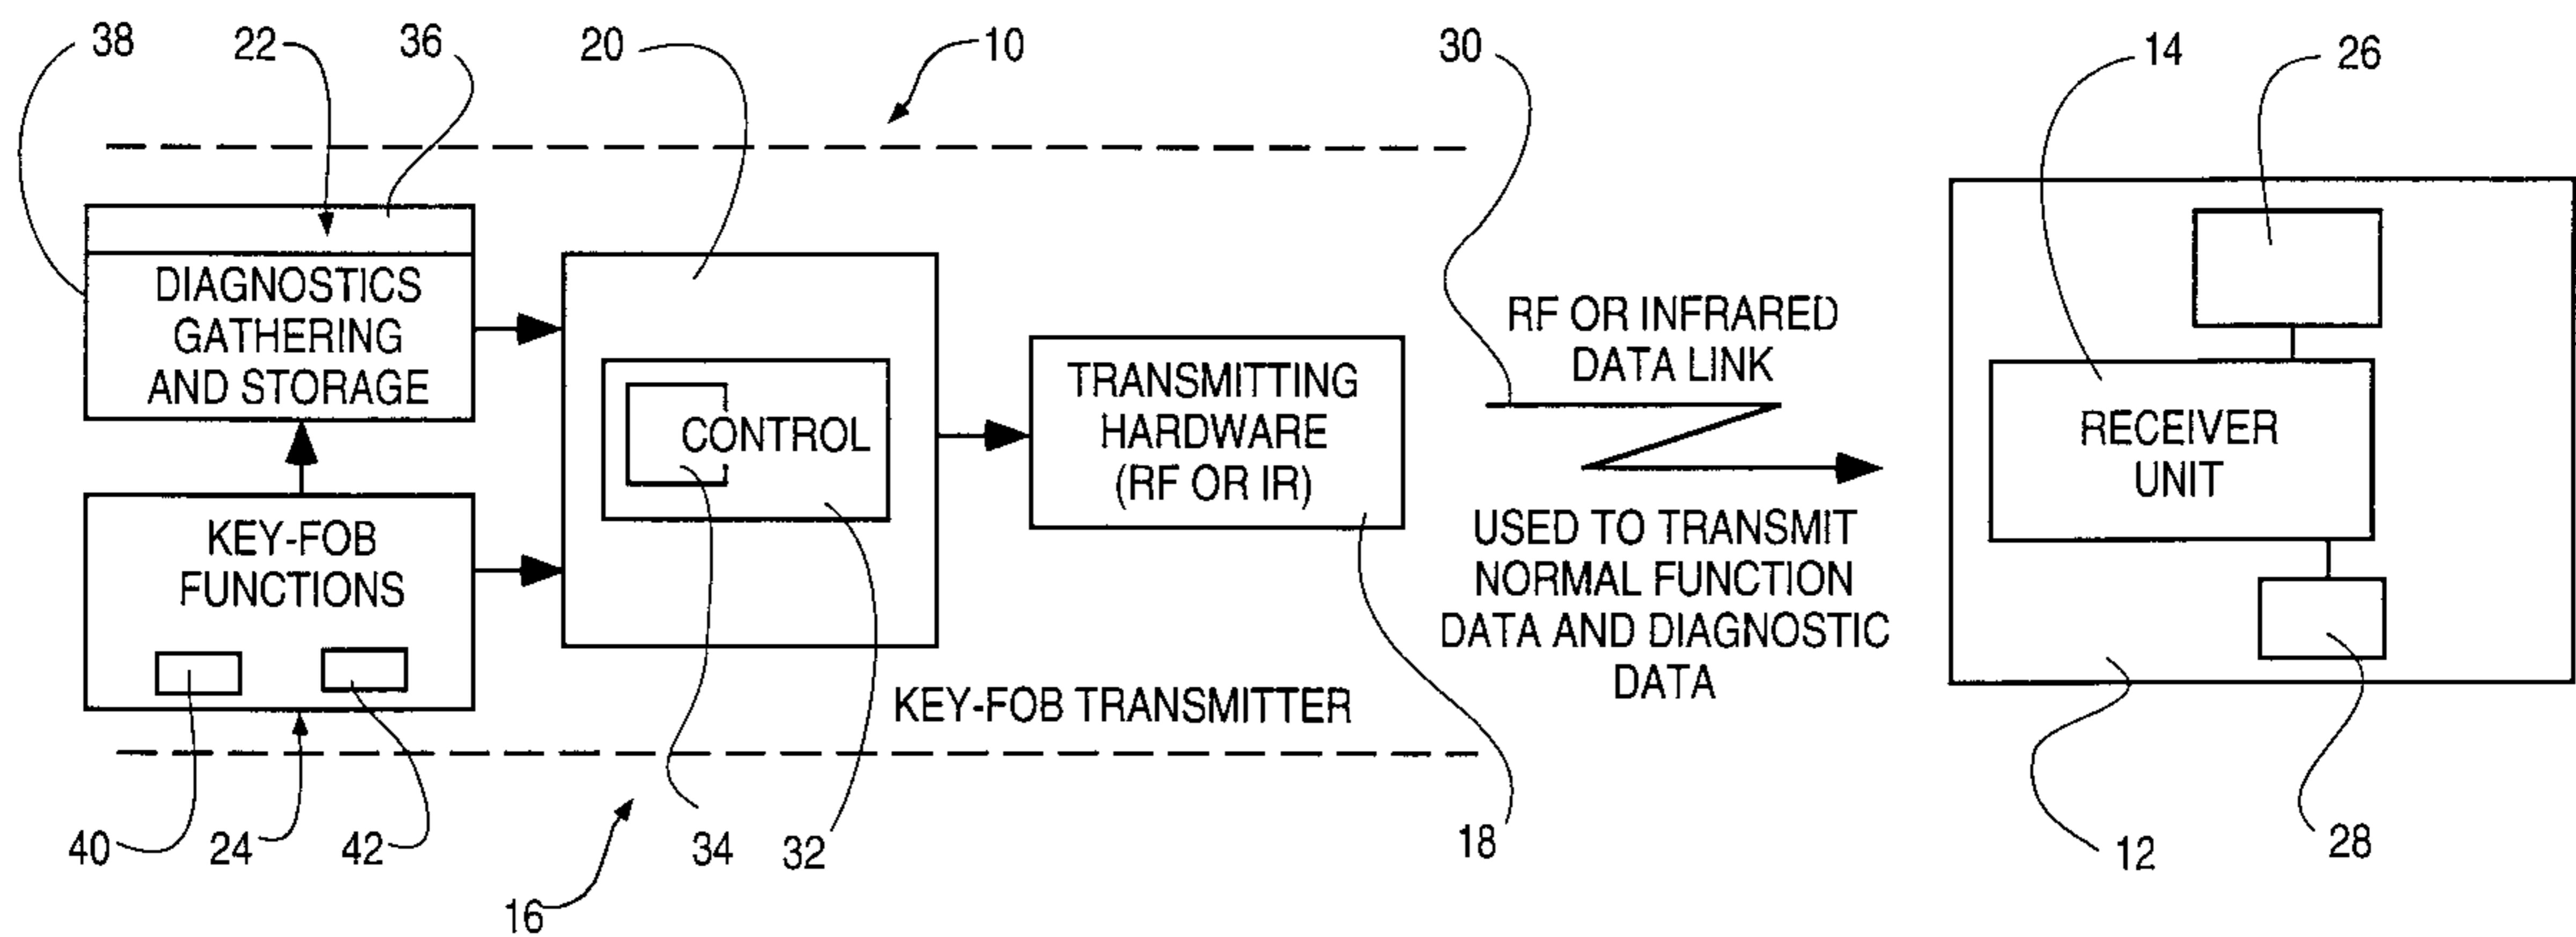 38
22
36
20
10
30
14
26
DIAGNOSTICS
GATHERING
AND STORAGE
KEY-FOB
FUNCTIONS
CONTROL
TRANSMITTING
HARDWARE
(RF OR IR)
RF OR INFRARED
DATA LINK
USED TO TRANSMIT
NORMAL FUNCTION
DATA AND DIAGNOSTIC
DATA
RECEIVER
UNIT
KEY-FOB TRANSMITTER
40
24
42
34
32
18
12
28
16